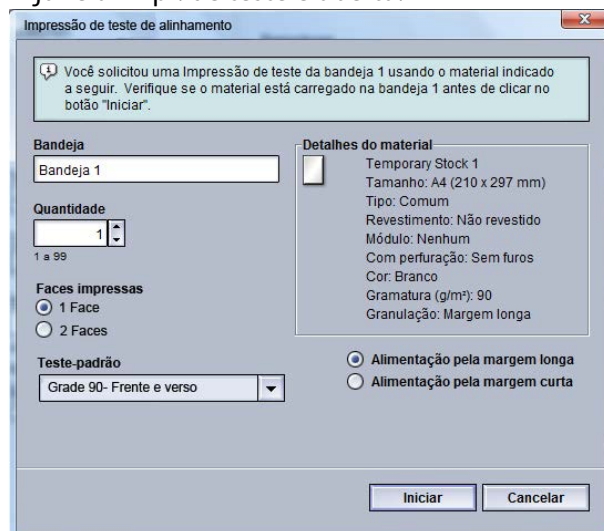 Impressão de teste de alinhamento
Você solicitou uma Impressão de teste da bandeja 1 usando o material indicado
a seguir. Verifique se o material está carregado na bandeja 1 antes de clicar no
botão "Iniciar".
Bandeja
Bandeja 1
Quantidade
1
1 a 99
Faces impressas
1 Face
2 Faces
Teste-padrão
Grade 90- Frente e verso
Detalhes do material
Temporary Stock 1
Tamanho: A4 (210 x 297 mm)
Tipo: Comum
Revestimento: Não revestido
Módulo: Nenhum
Com perfuração: Sem furos
Cor: Branco
Gramatura (g/m²): 90
Granulação: Margem longa
Alimentação pela margem longa
Alimentação pela margem curta
Iniciar
Cancelar